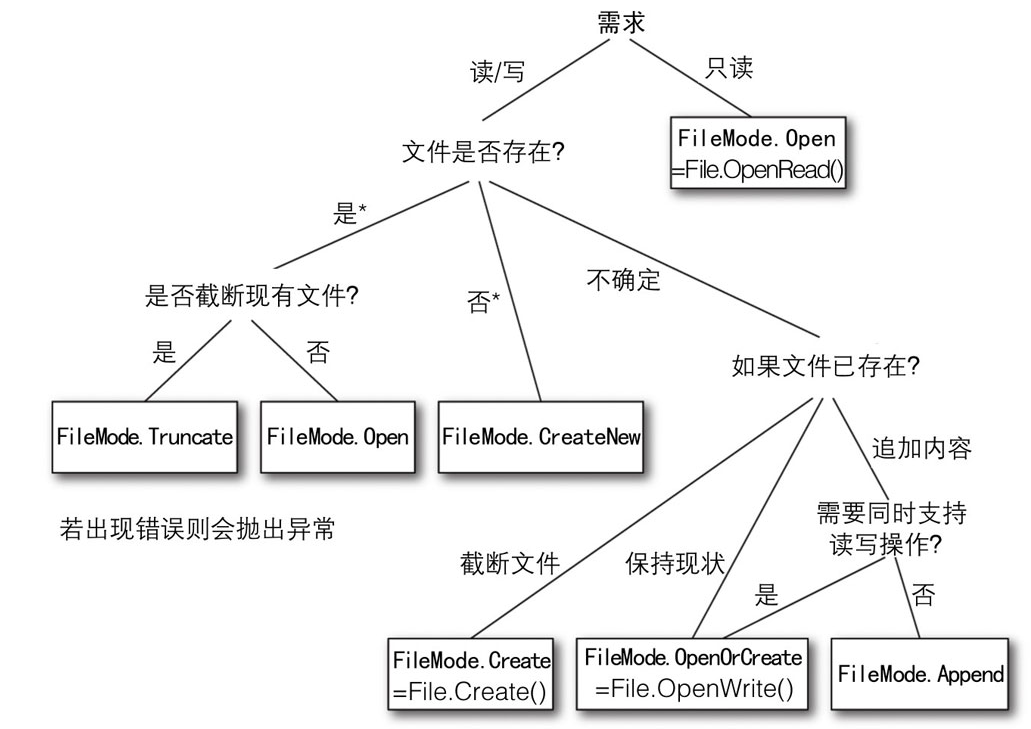 需求
读/写
只读
FileMode.Open
=File.OpenRead()
文件是否存在?
是*
否*
不确定
是否截断现有文件?
是
否
如果文件已存在?
FileMode.Truncate
FileMode.Open
FileMode.CreateNew
追加内容
若出现错误则会抛出异常
需要同时支持
读写操作?
截断文件
保持现状
是
否
FileMode.Create
=File.Create()
FileMode.OpenOrCreate
=File.OpenWrite()
FileMode.Append